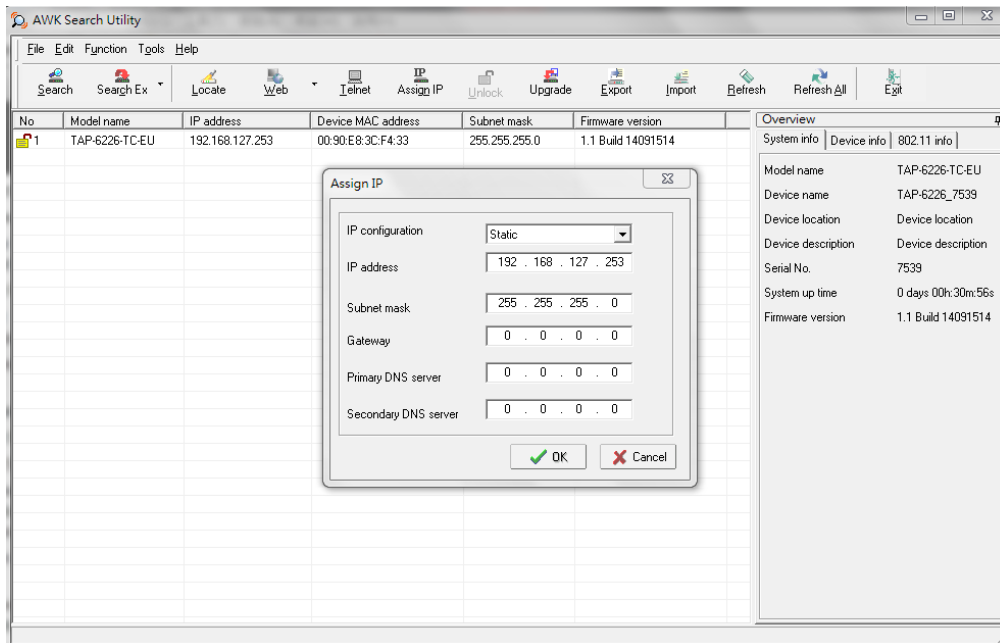 AWK Search Utility
File Edit Function Tools Help
Search Search Ex Locate Web Telnet Assign IP Unlock Upgrade Export Import Refresh Refresh All Exit
No Model name IP address Device MAC address Subnet mask Firmware version
1 TAP-6226-TC-EU 192.168.127.253 00:90:E8:3C:F4:33 255.255.255.0 1.1 Build 14091514
Assign IP
IP configuration Static
IP address 192 . 168 . 127 . 253
Subnet mask 255 . 255 . 255 . 0
Gateway 0 . 0 . 0 . 0
Primary DNS server 0 . 0 . 0 . 0
Secondary DNS server 0 . 0 . 0 . 0
OK Cancel
Overview
System info Device info 802.11 info
Model name TAP-6226-TC-EU
Device name TAP-6226_7539
Device location Device location
Device description Device description
Serial No. 7539
System up time 0 days 00h:30m:56s
Firmware version 1.1 Build 14091514